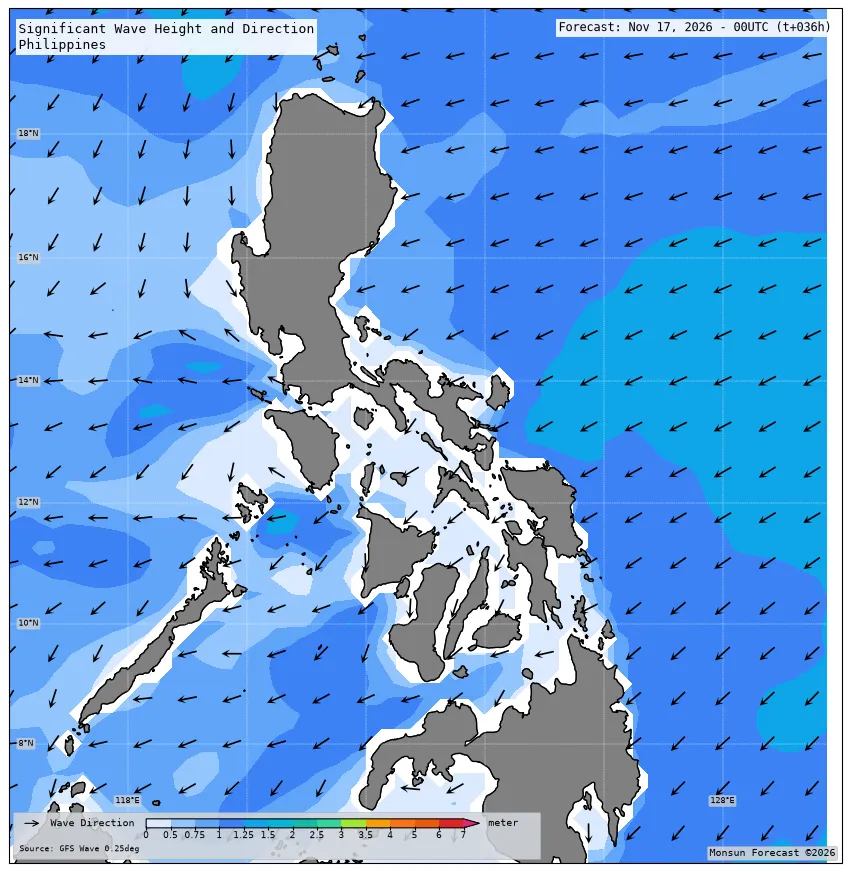 Significant Wave Height and Direction
Philippines
Forecast: Nov 17, 2026 - 00UTC (t+036h)
18°N
16°N
14°N
12°N
10°N
8°N
118°E
128°E
Wave Direction
0 0.5 0.75 1 1.25 1.5 2 2.5 3 3.5 4 5 6 7 meter
Source: GFS Wave 0.25deg
Monsun Forecast ©2026